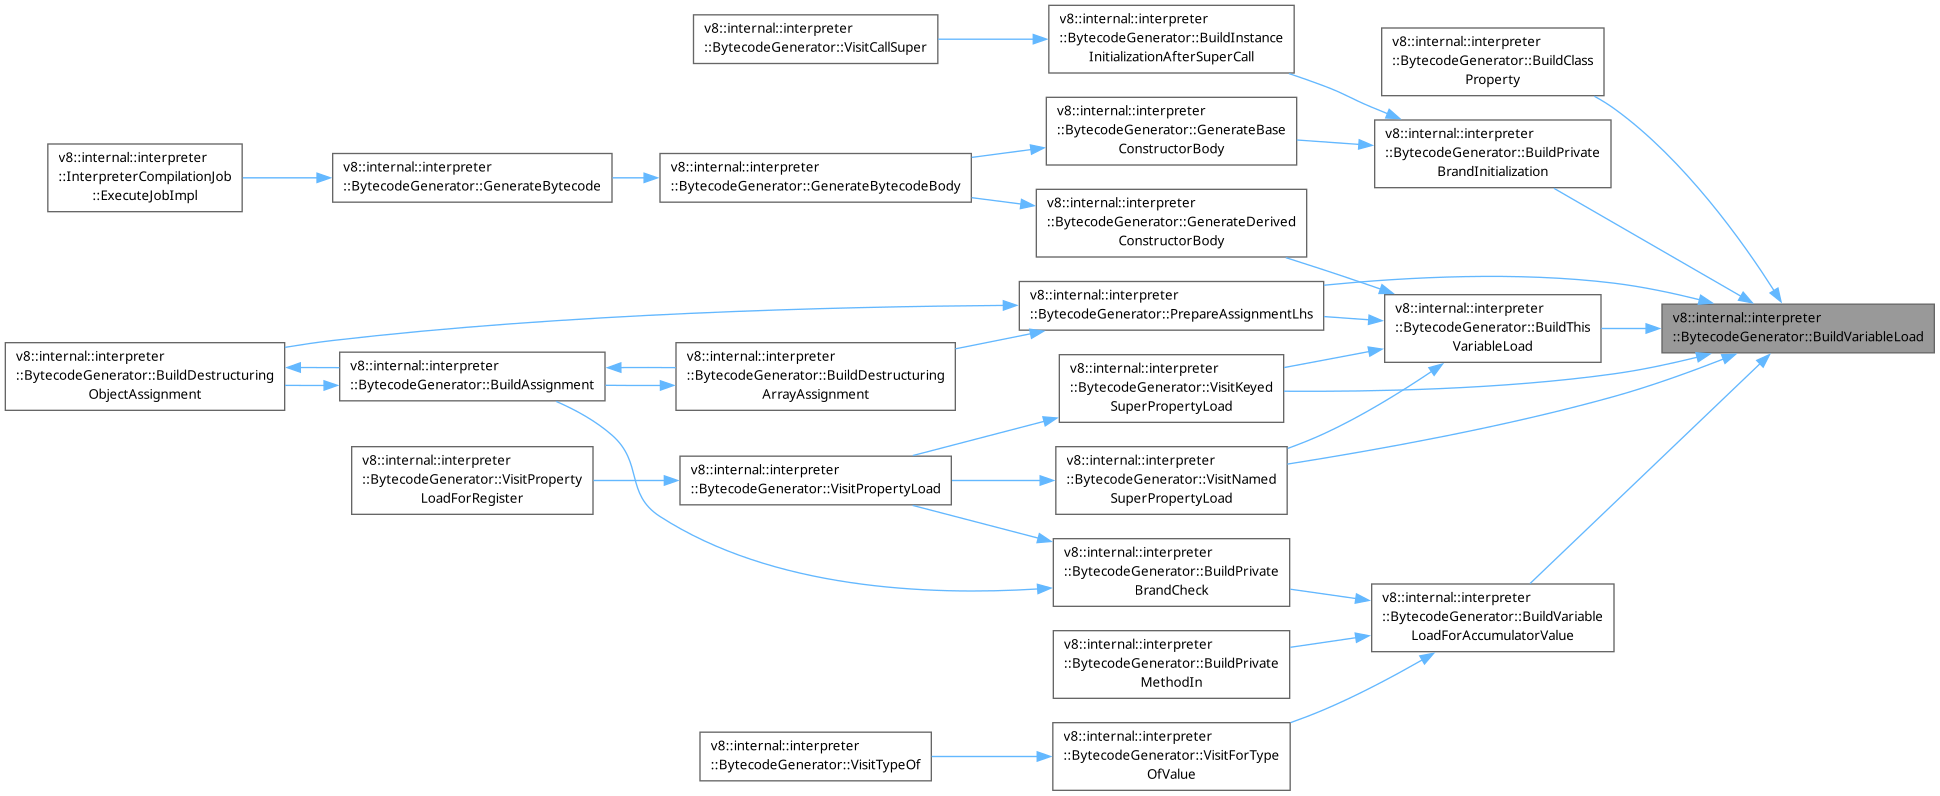 v8::internal::interpreter
::BytecodeGenerator::VisitCallSuper
v8::internal::interpreter
::BytecodeGenerator::BuildInstance
InitializationAfterSuperCall
v8::internal::interpreter
::BytecodeGenerator::BuildClass
Property
v8::internal::interpreter
::BytecodeGenerator::GenerateBase
ConstructorBody
v8::internal::interpreter
::BytecodeGenerator::BuildPrivate
BrandInitialization
v8::internal::interpreter
::InterpreterCompilationJob
::ExecuteJobImpl
v8::internal::interpreter
::BytecodeGenerator::GenerateBytecode
v8::internal::interpreter
::BytecodeGenerator::GenerateBytecodeBody
v8::internal::interpreter
::BytecodeGenerator::GenerateDerived
ConstructorBody
v8::internal::interpreter
::BytecodeGenerator::PrepareAssignmentLhs
v8::internal::interpreter
::BytecodeGenerator::BuildThis
VariableLoad
v8::internal::interpreter
::BytecodeGenerator::BuildVariableLoad
v8::internal::interpreter
::BytecodeGenerator::BuildDestructuring
ObjectAssignment
v8::internal::interpreter
::BytecodeGenerator::BuildAssignment
v8::internal::interpreter
::BytecodeGenerator::BuildDestructuring
ArrayAssignment
v8::internal::interpreter
::BytecodeGenerator::VisitKeyed
SuperPropertyLoad
v8::internal::interpreter
::BytecodeGenerator::VisitProperty
LoadForRegister
v8::internal::interpreter
::BytecodeGenerator::VisitPropertyLoad
v8::internal::interpreter
::BytecodeGenerator::VisitNamed
SuperPropertyLoad
v8::internal::interpreter
::BytecodeGenerator::BuildPrivate
BrandCheck
v8::internal::interpreter
::BytecodeGenerator::BuildVariable
LoadForAccumulatorValue
v8::internal::interpreter
::BytecodeGenerator::BuildPrivate
MethodIn
v8::internal::interpreter
::BytecodeGenerator::VisitTypeOf
v8::internal::interpreter
::BytecodeGenerator::VisitForType
OfValue